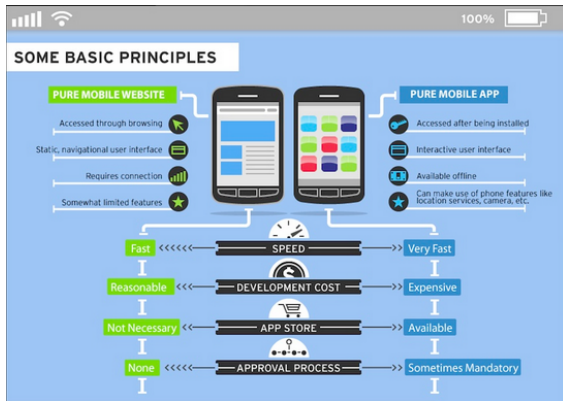 100%
SOME BASIC PRINCIPLES
PURE MOBILE WEBSITE
Accessed through browsing
Static, navigational user interface
Requires connection
Somewhat limited features
PURE MOBILE APP
Accessed after being installed
Interactive user interface
Available offline
Can make use of phone features like
location services, camera, etc.
Fast <<<<<— SPEED —>> Very Fast
Reasonable <<— DEVELOPMENT COST —>> Expensive
Not Necessary <<— APP STORE —>> Available
None <<<<<— APPROVAL PROCESS —>> Sometimes Mandatory